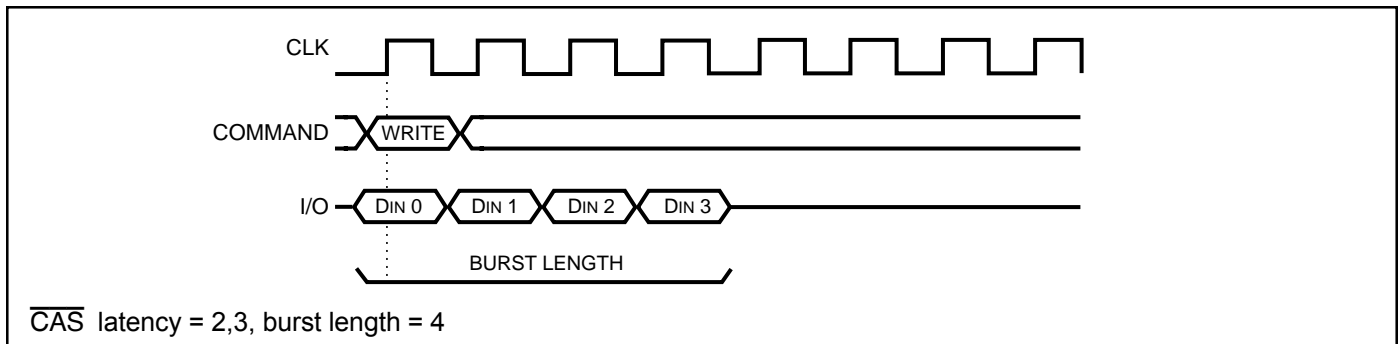 CLK
COMMAND WRITE
I/O DIN 0 DIN 1 DIN 2 DIN 3
BURST LENGTH
CAS latency = 2,3, burst length = 4